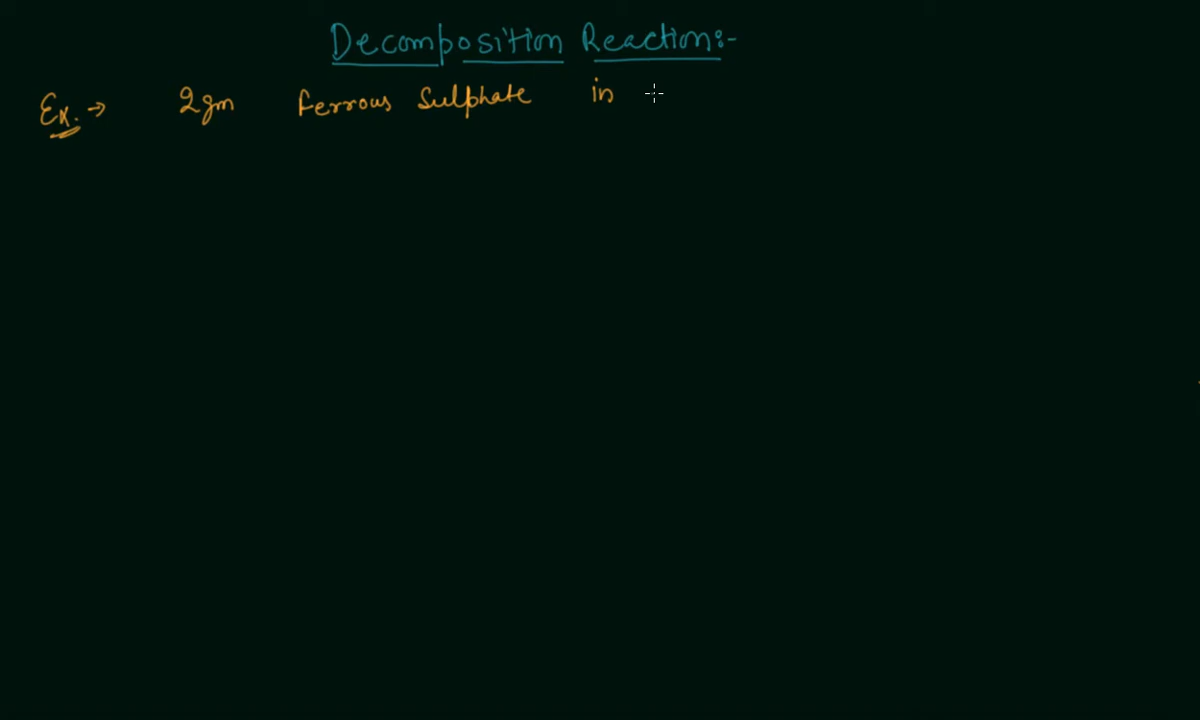 Decomposition Reaction:-
Ex. → 2gm ferrous Sulphate in